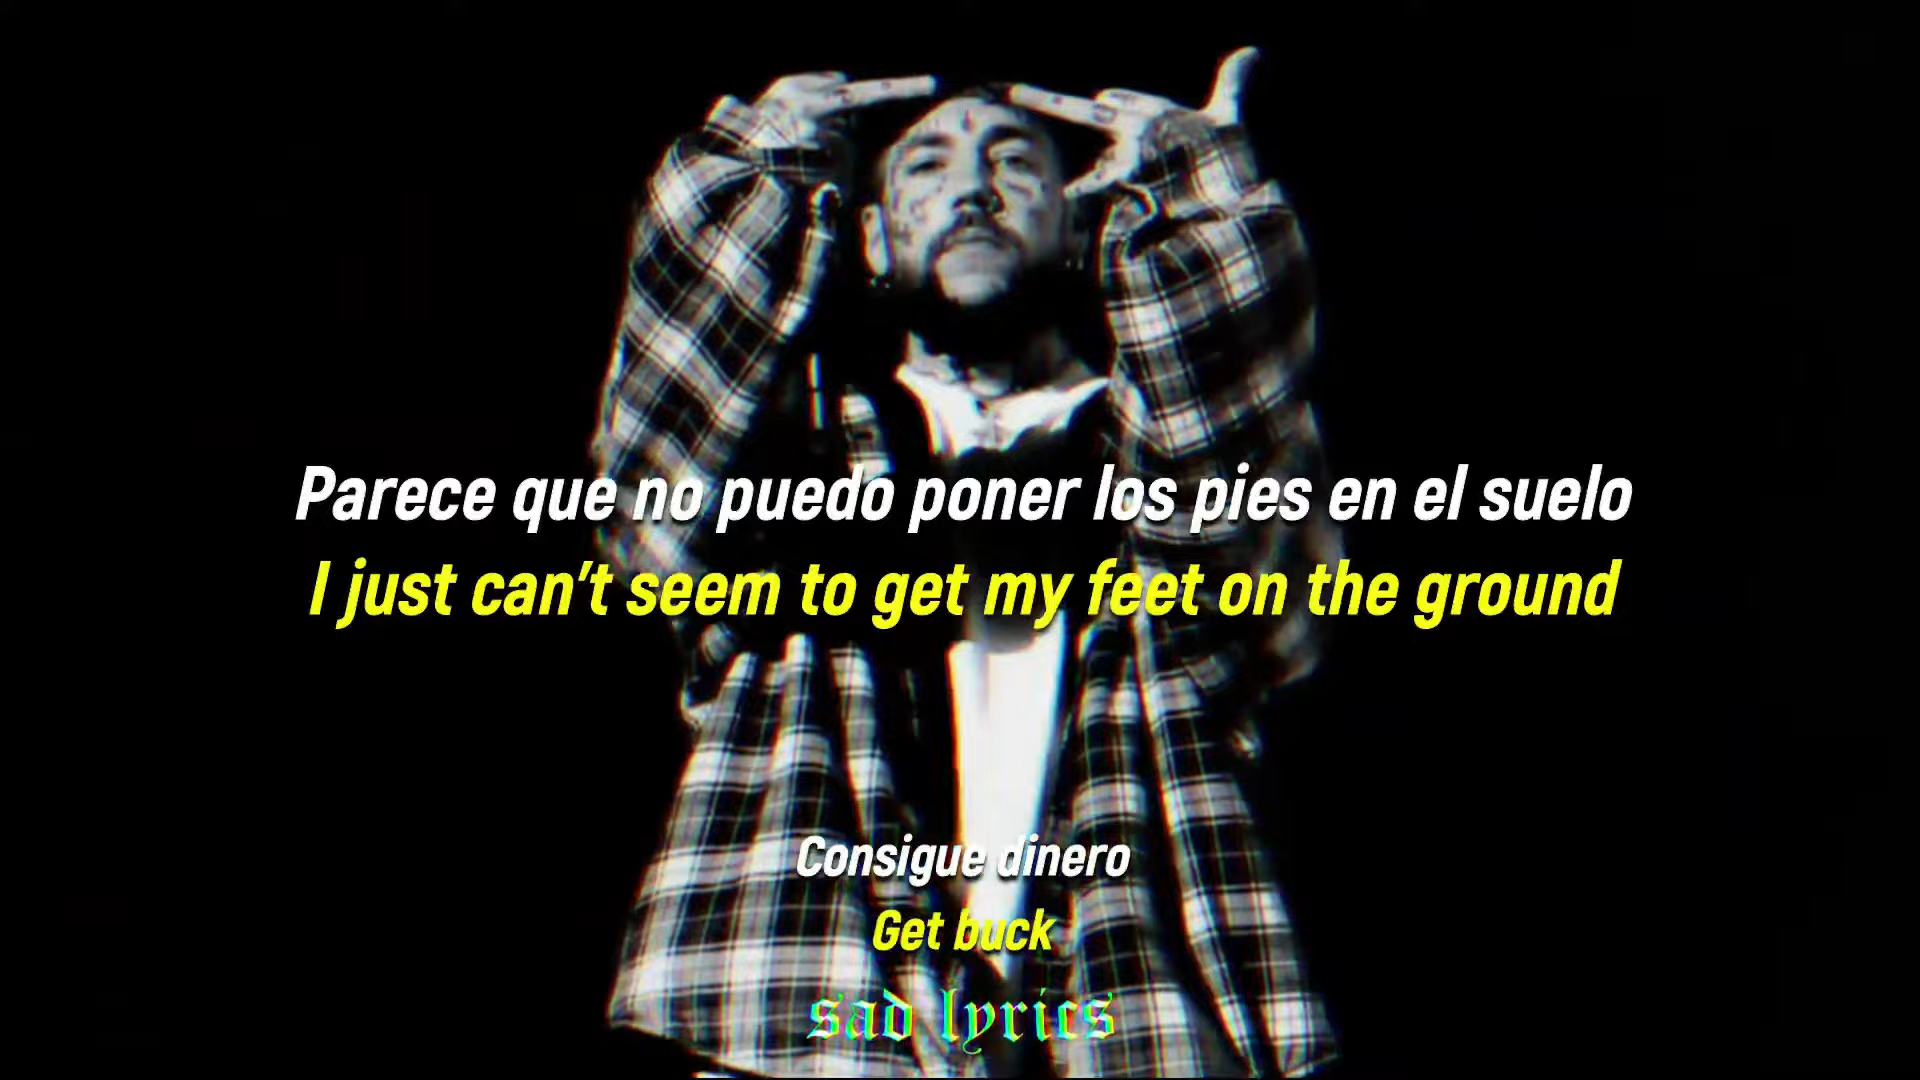 Parece que no puedo poner los pies en el suelo
I just can’t seem to get my feet on the ground
Consigue dinero
Get buck
sad lyrics